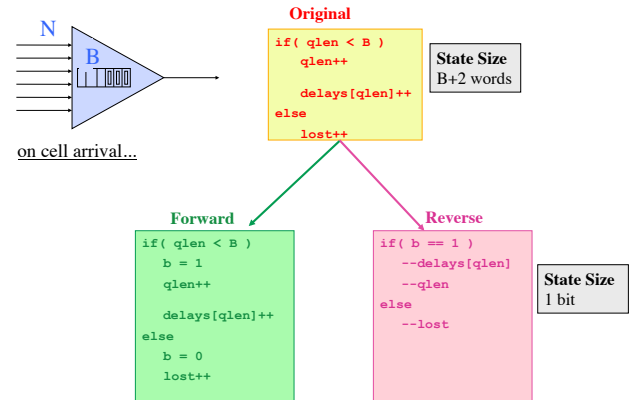 Original
N
B
if( qlen < B )
qlen++
delays[qlen]++
else
lost++
State Size
B+2 words
on cell arrival...
Forward
if( qlen < B )
b = 1
qlen++
delays[qlen]++
else
b = 0
lost++
Reverse
if( b == 1 )
--delays[qlen]
--qlen
else
--lost
State Size
1 bit